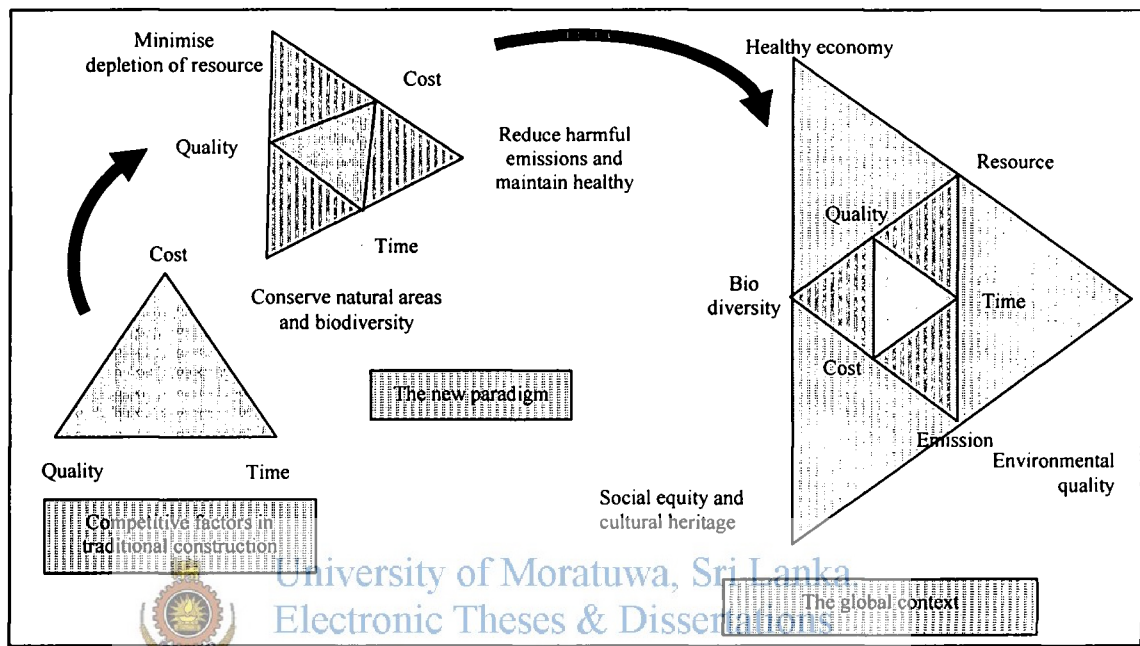 Minimise
depletion of resource
Cost
Quality
Reduce harmful
emissions and
maintain healthy
Time
Conserve natural areas
and biodiversity
The new paradigm
Cost
Quality
Time
Competitive factors in
traditional construction
Healthy economy
Resource
Quality
Bio
diversity
Time
Cost
Emission
Environmental
quality
Social equity and
cultural heritage
The global context
University of Moratuwa, Sri Lanka.
Electronic Theses & Dissertations